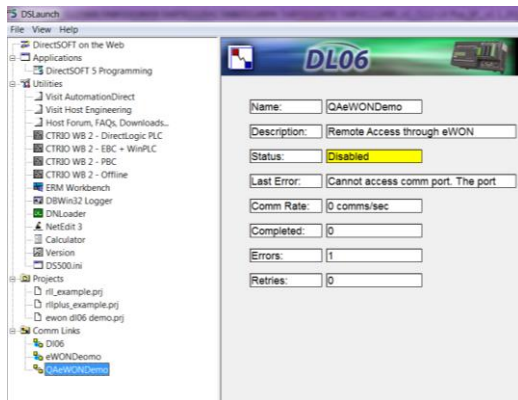 DSLaunch
File View Help
DirectSOFT on the Web
Applications
DirectSOFT 5 Programming
Utilities
Visit AutomationDirect
Visit Host Engineering
Host Forum, FAQs, Downloads...
CTRIO WB 2 - DirectLogic PLC
CTRIO WB 2 - EBC + WinPLC
CTRIO WB 2 - PBC
CTRIO WB 2 - Offline
ERM Workbench
DBWin32 Logger
DNLoader
NetEdit 3
Calculator
Version
DS500.ini
Projects
rll_example.prj
rllplus_example.prj
ewon dl06 demo.prj
Comm Links
Dl06
eWONDeomo
QAeWONDemo
DL06
Name: QAeWONDemo
Description: Remote Access through eWON
Status: Disabled
Last Error: Cannot access comm port. The port
Comm Rate: 0 comms/sec
Completed: 0
Errors: 1
Retries: 0